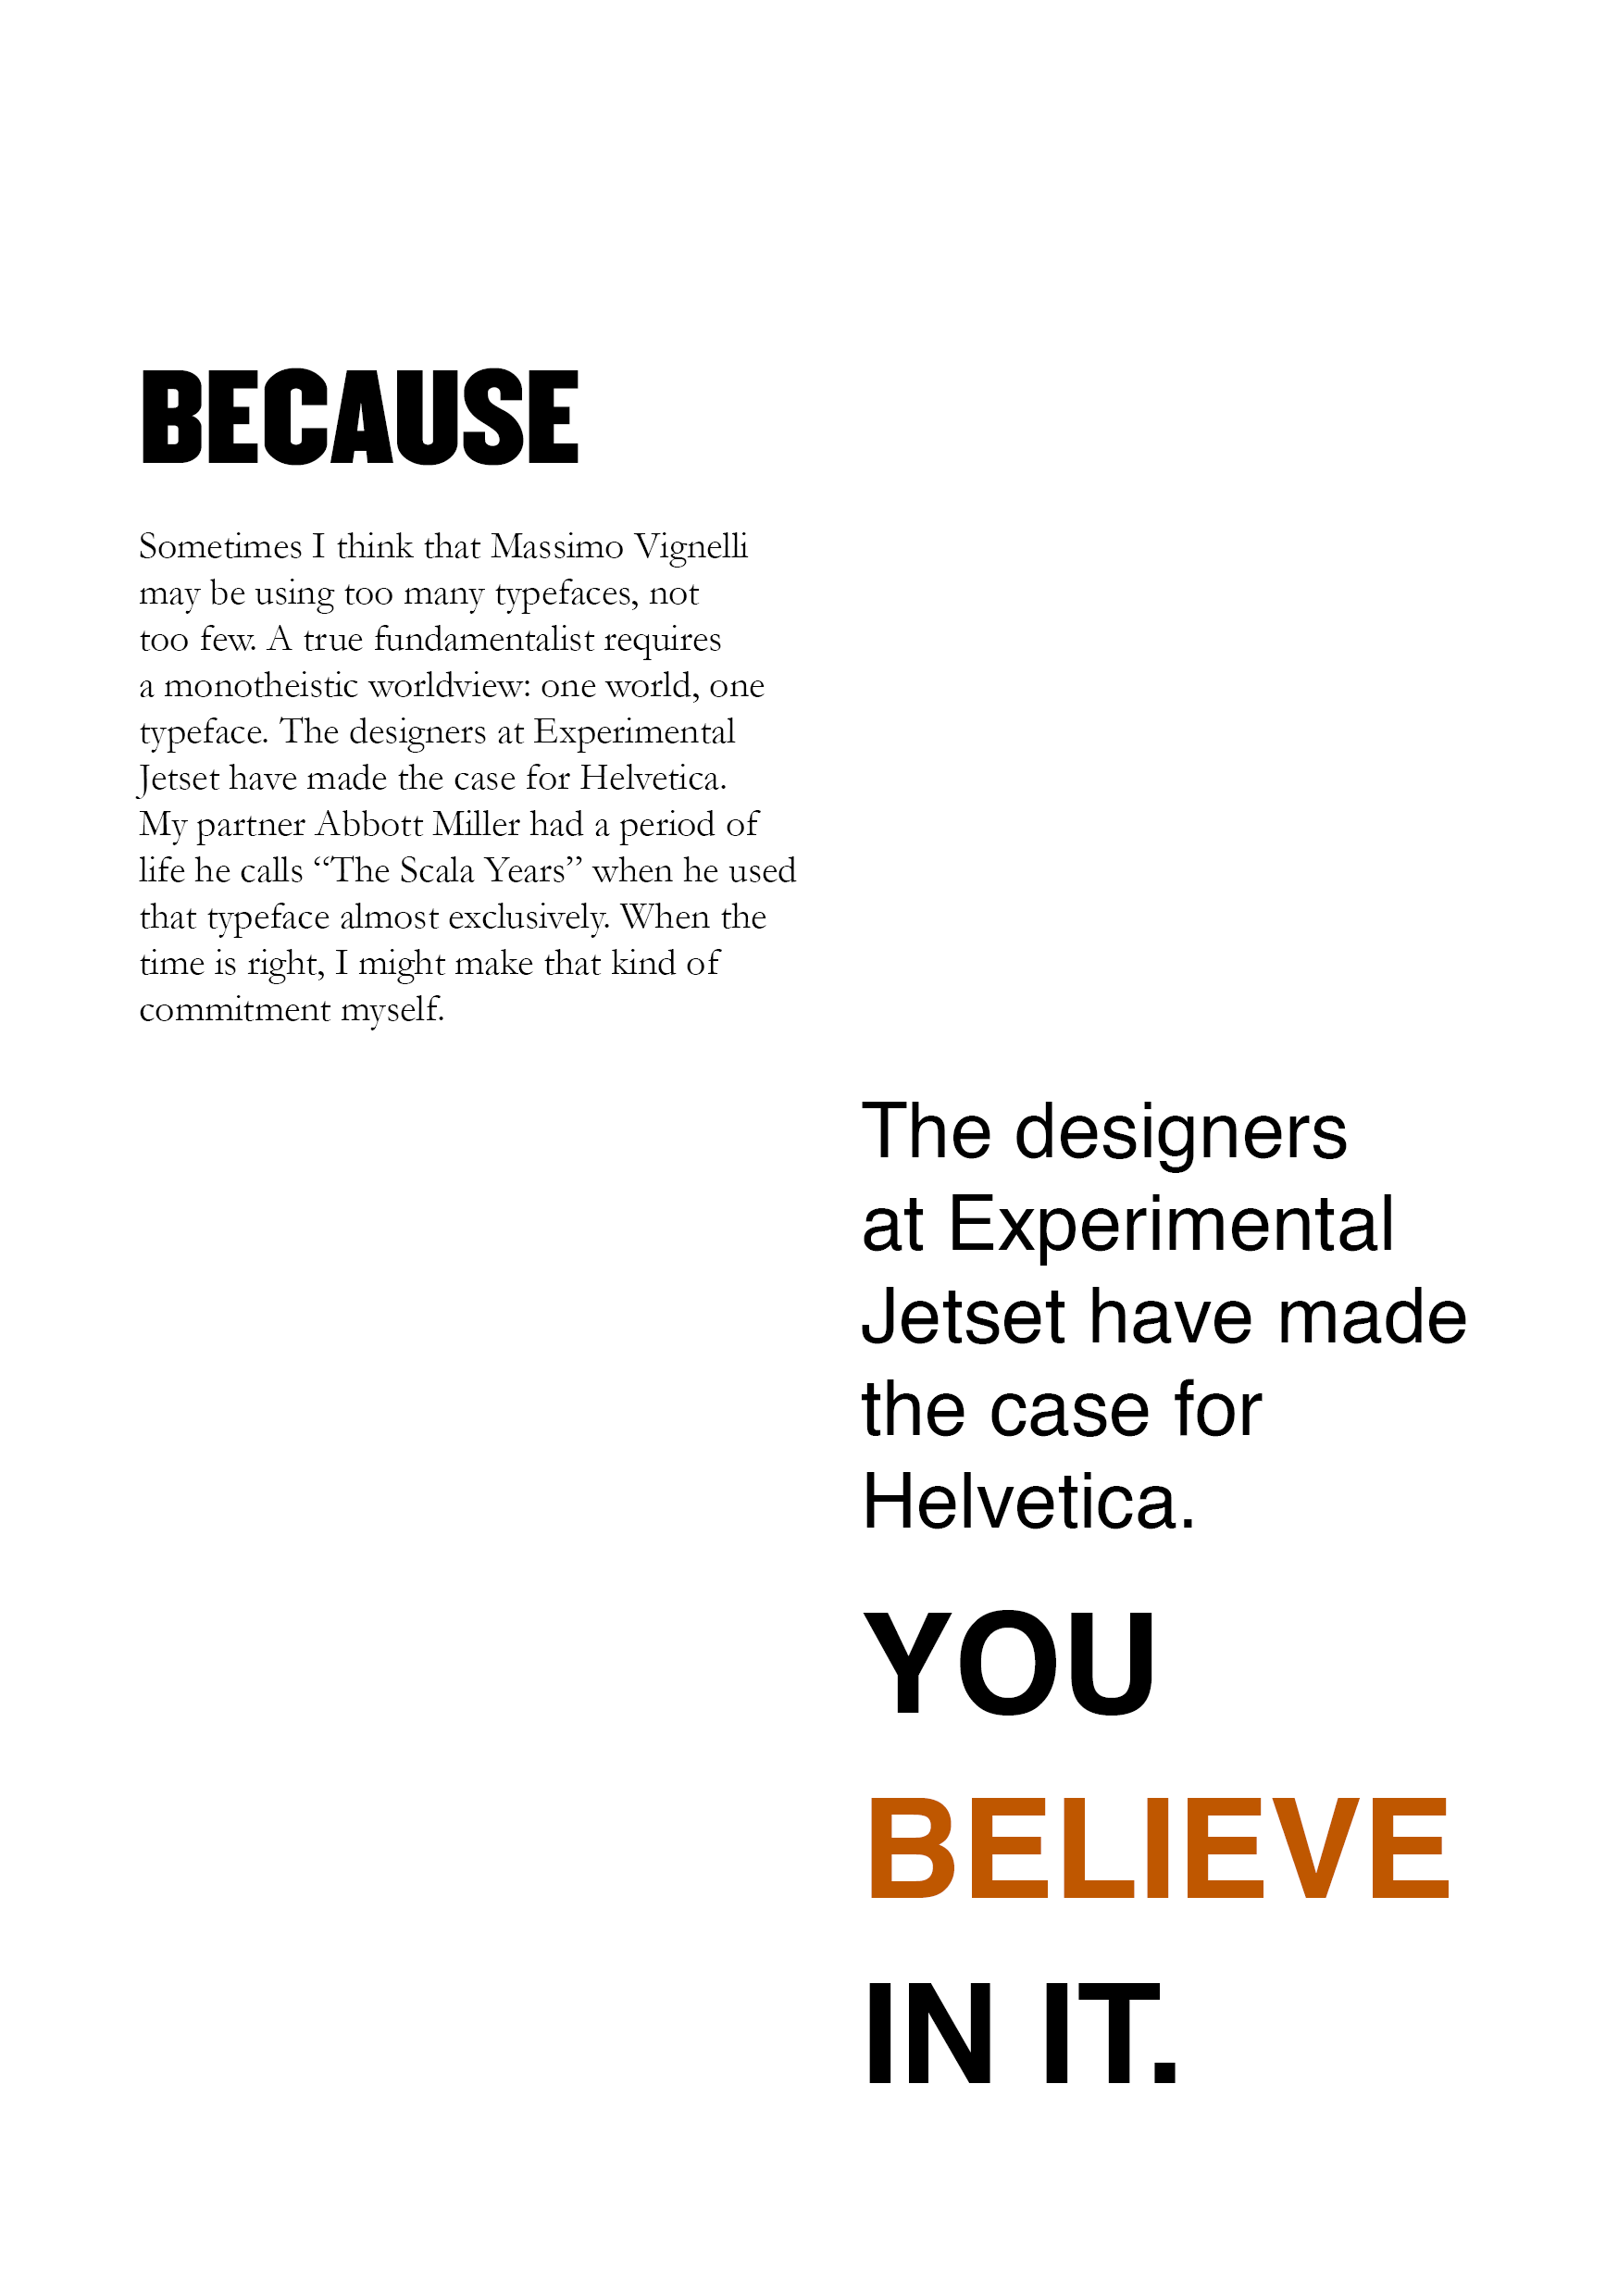 BECAUSE
Sometimes I think that Massimo Vignelli
may be using too many typefaces, not
too few. A true fundamentalist requires
a monotheistic worldview: one world, one
typeface. The designers at Experimental
Jetset have made the case for Helvetica.
My partner Abbott Miller had a period of
life he calls “The Scala Years” when he used
that typeface almost exclusively. When the
time is right, I might make that kind of
commitment myself.
The designers
at Experimental
Jetset have made
the case for
Helvetica.
YOU
BELIEVE
IN IT.